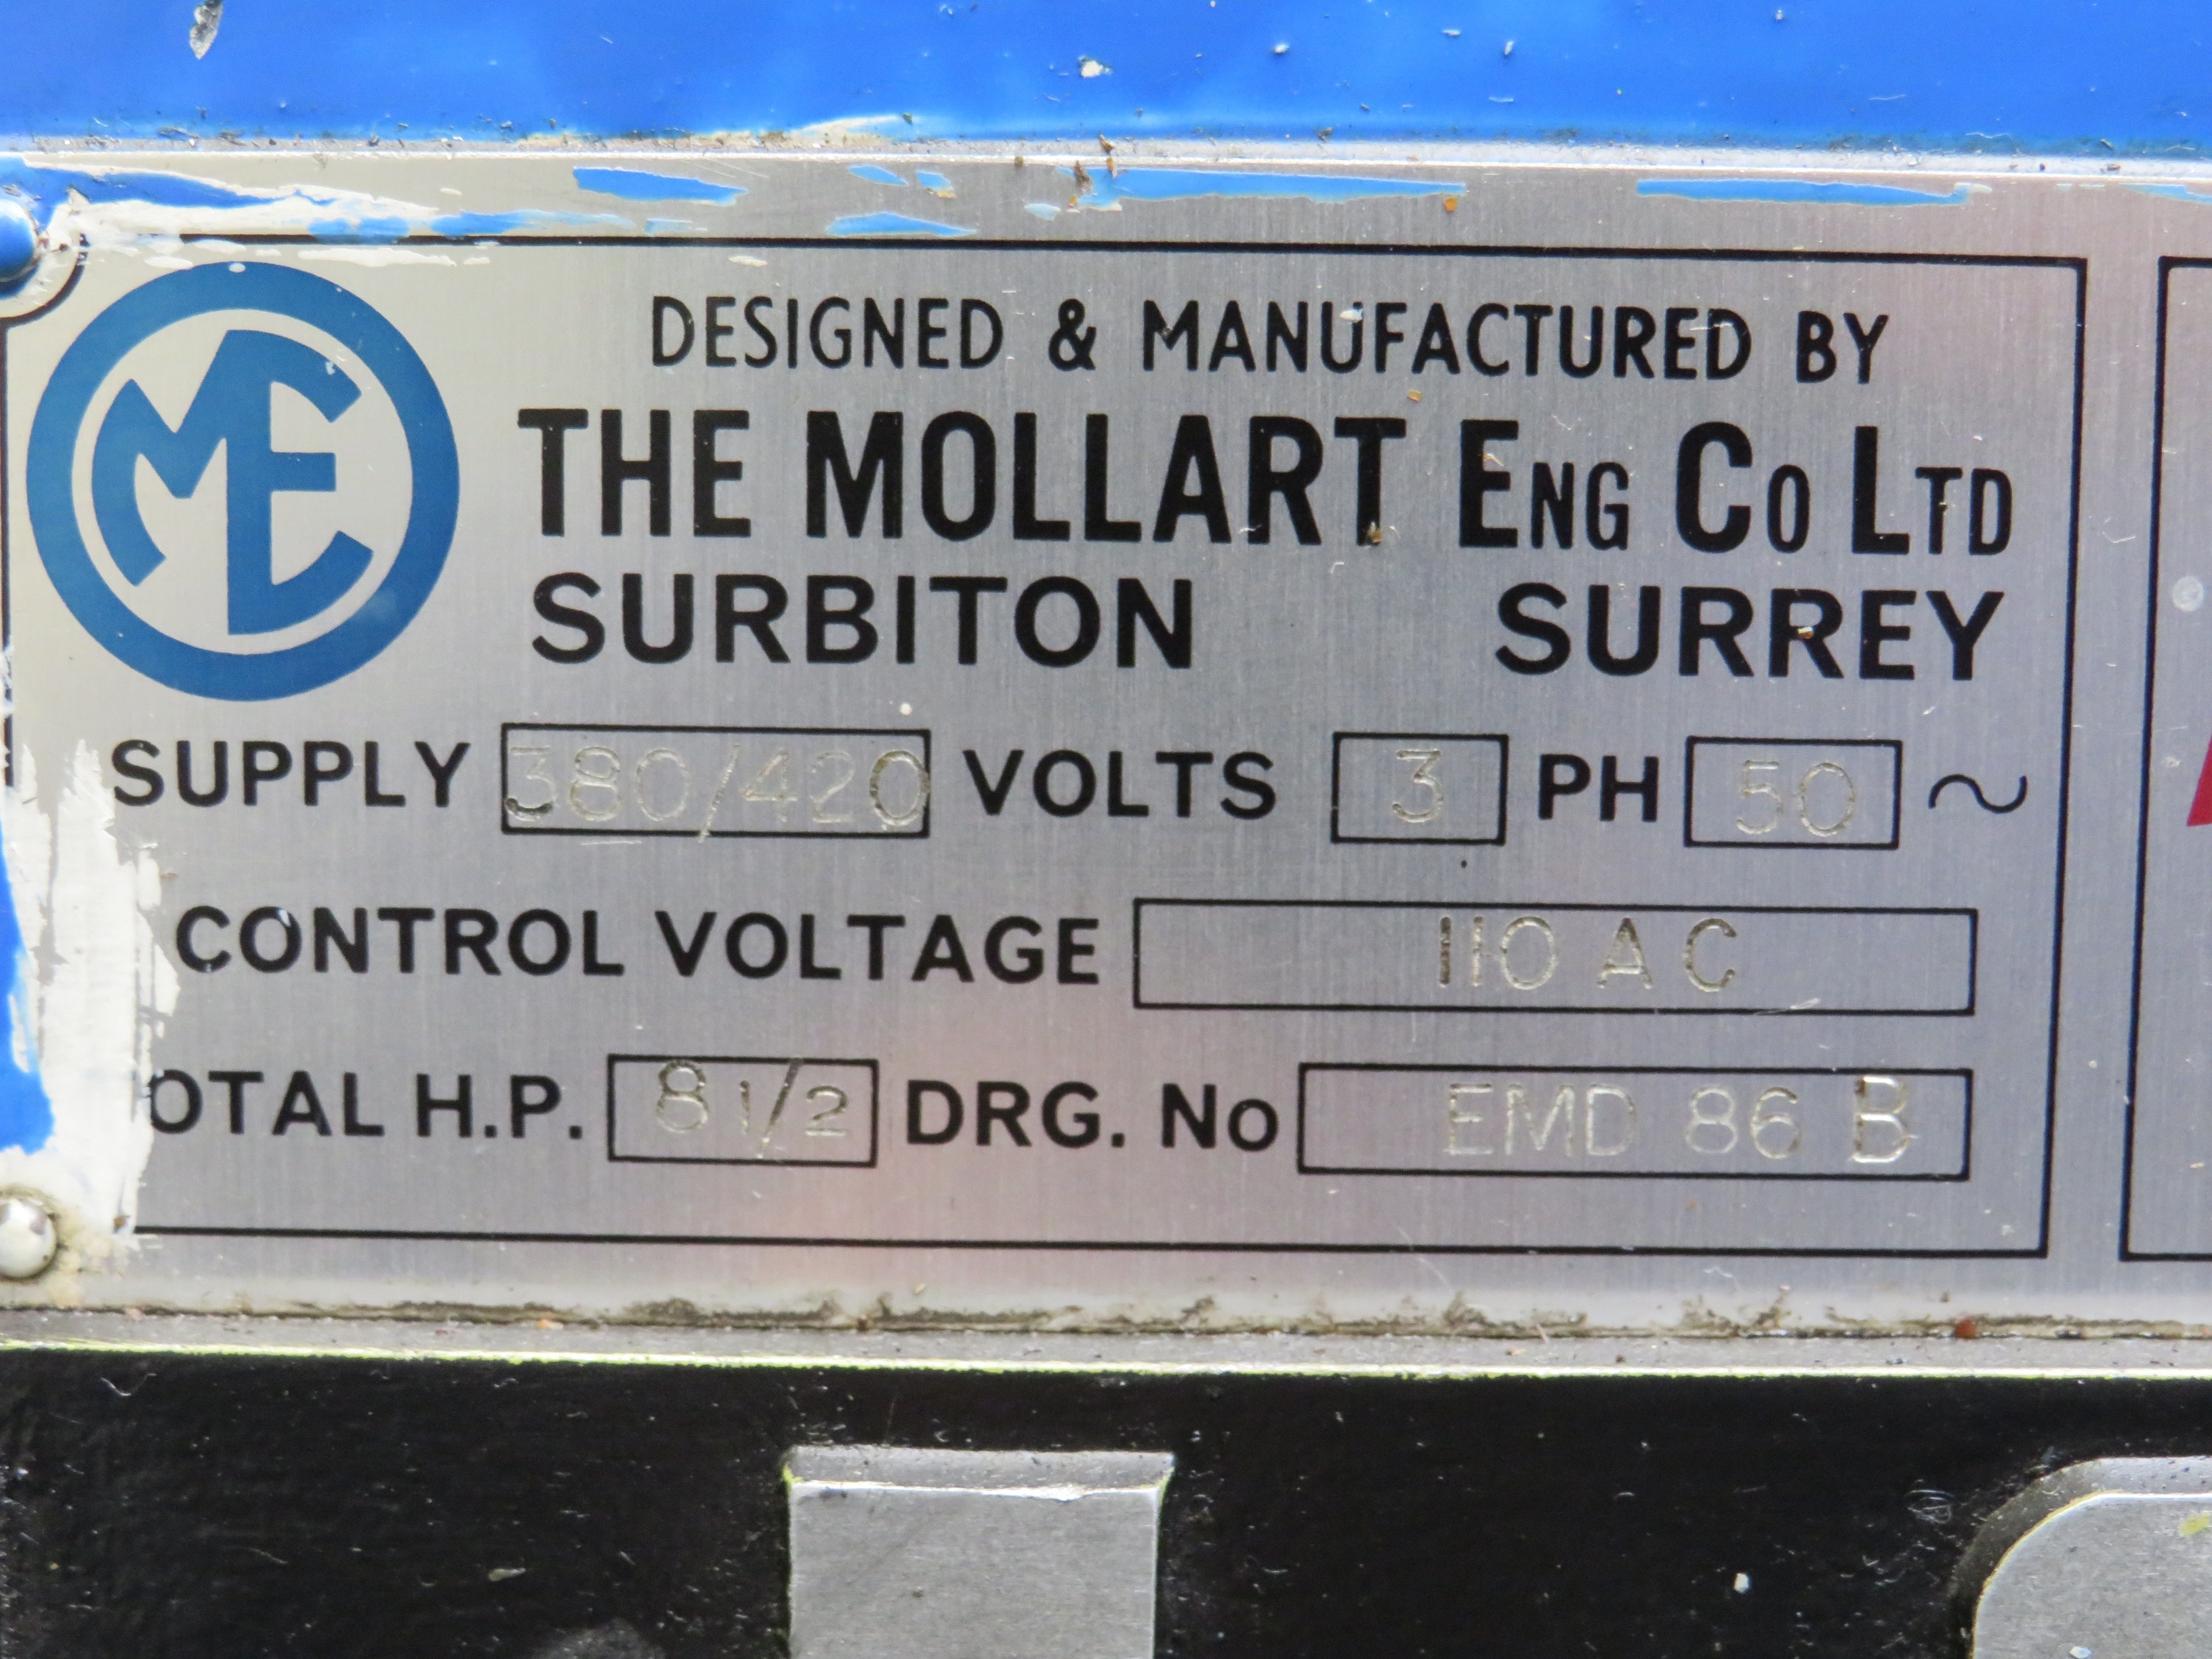 ME
DESIGNED & MANUFACTURED BY
THE MOLLART ENG CO LTD
SURBITON SURREY
SUPPLY 380/420 VOLTS 3 PH 50 ~
CONTROL VOLTAGE 110 AC
OTAL H.P. 8 1/2 DRG. No EMD 86 B